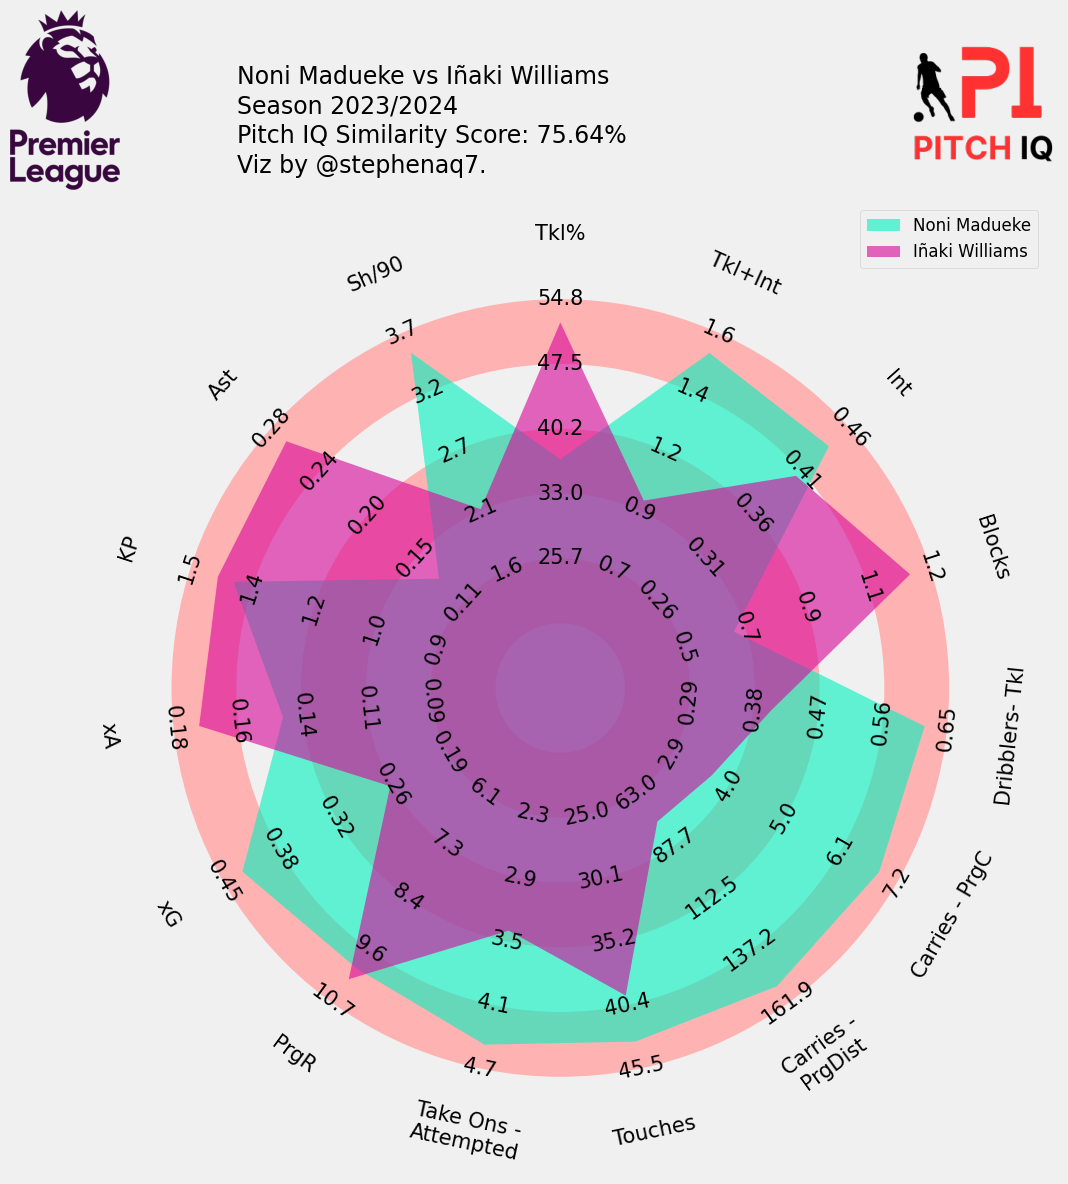 Premier
League
Noni Madueke vs Iñaki Williams
Season 2023/2024
Pitch IQ Similarity Score: 75.64%
Viz by @stephenaq7.
PI
PITCH IQ
Noni Madueke
Iñaki Williams
Tkl%
54.8
47.5
40.2
33.0
25.7
Tkl+Int
1.6
1.4
1.2
0.9
0.7
Int
0.46
0.41
0.36
0.31
0.26
Blocks
1.2
1.1
0.9
0.7
0.5
Dribblers- Tkl
0.65
0.56
0.47
0.38
0.29
Carries - PrgC
7.2
6.1
5.0
4.0
2.9
Carries -
PrgDist
161.9
137.2
112.5
87.7
63.0
Touches
45.5
40.4
35.2
30.1
25.0
Take Ons -
Attempted
4.7
4.1
3.5
2.9
2.3
PrgR
10.7
9.6
8.4
7.3
6.1
xG
0.45
0.38
0.32
0.26
0.19
xA
0.18
0.16
0.14
0.11
0.09
KP
1.5
1.4
1.2
1.0
0.9
Ast
0.28
0.24
0.20
0.15
0.11
Sh/90
3.7
3.2
2.7
2.1
1.6